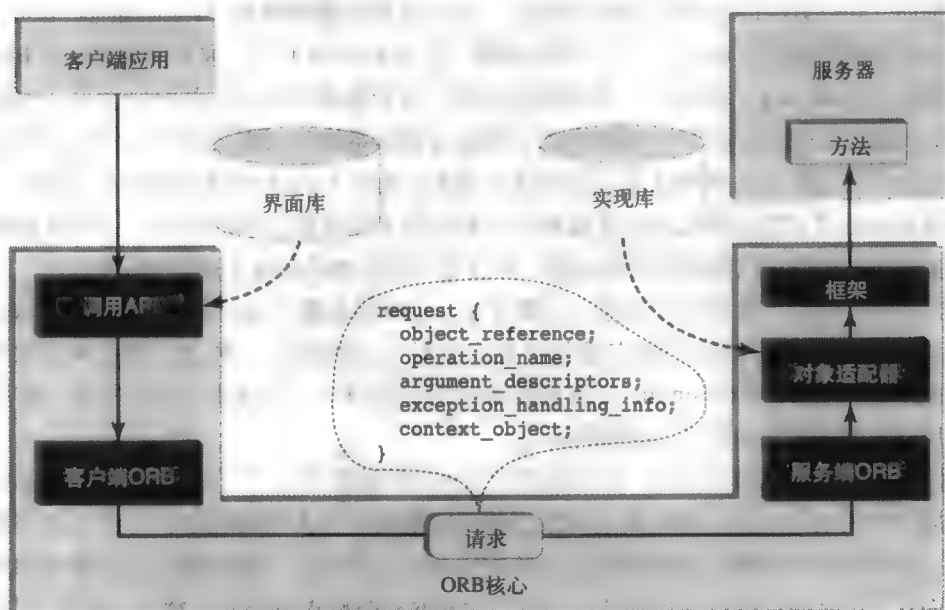 客户端应用
服务器
方法
界面库
实现库
调用API
框架
request {
object_reference;
operation_name;
argument_descriptors;
exception_handling_info;
context_object;
}
对象适配器
客户端ORB
服务端ORB
请求
ORB核心